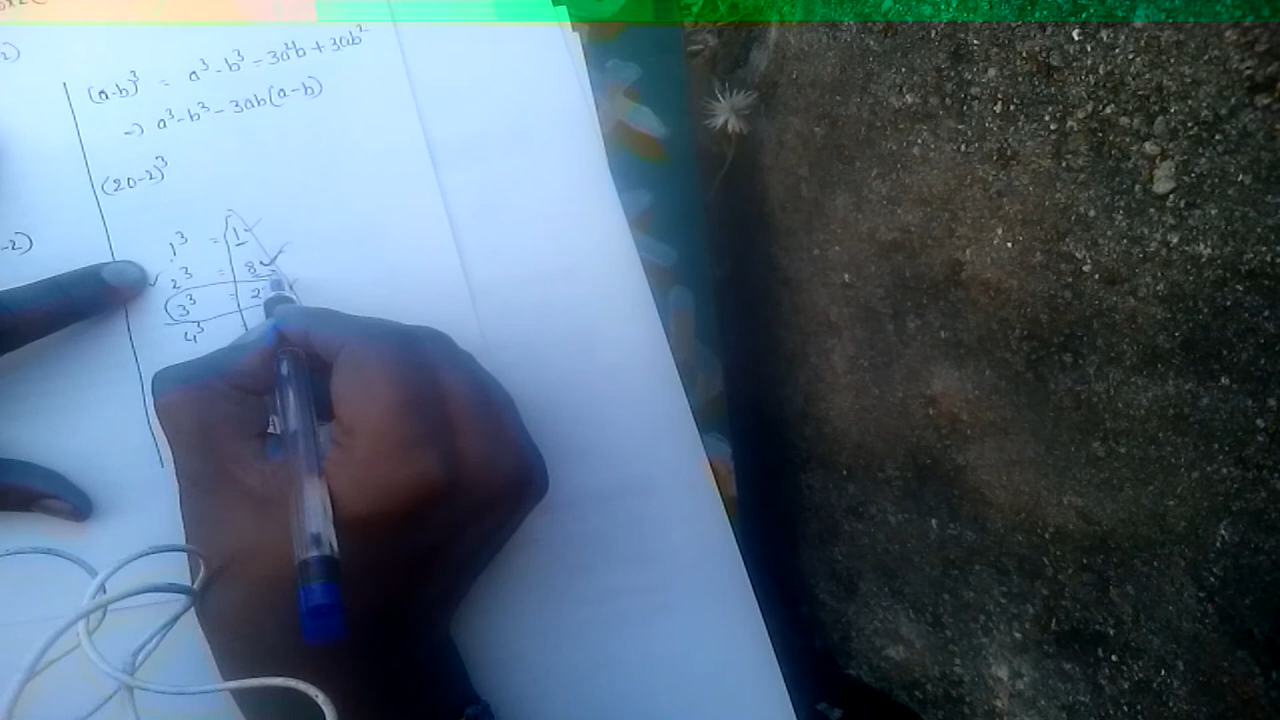 2)
(a-b)³ = a³-b³-3a²b+3ab²
→) a³-b³-3ab(a-b)
(20-2)³
1³ = 1
-2)
2³ = 8
3³ = 2
4³